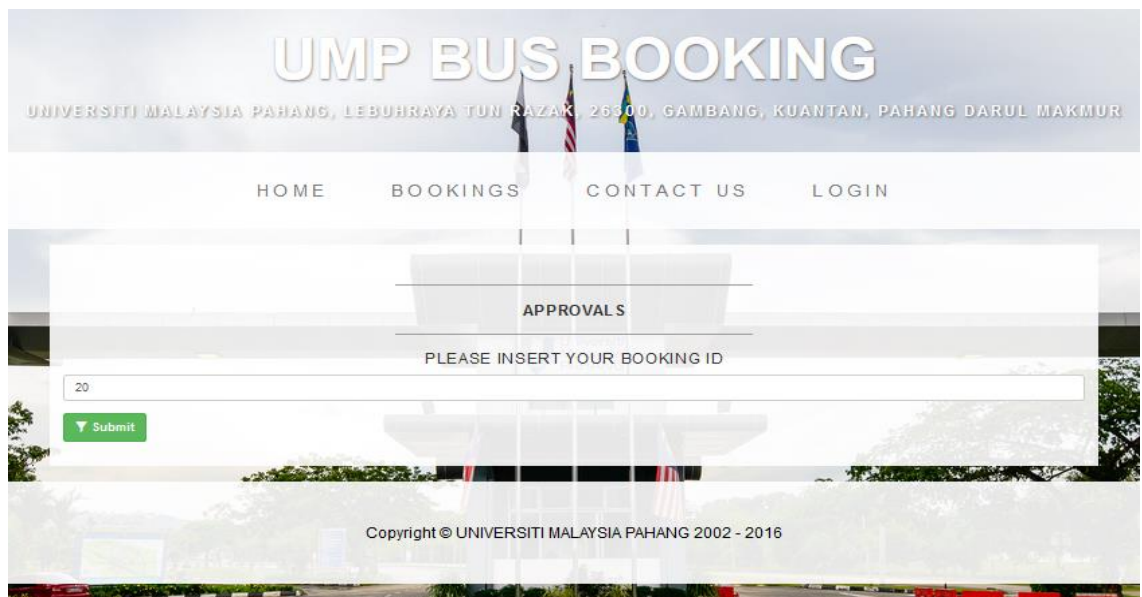 UMP BUS BOOKING
UNIVERSITI MALAYSIA PAHANG, LEBUHRAYA TUN RAZAK, 26300, GAMBANG, KUANTAN, PAHANG DARUL MAKMUR
HOME BOOKINGS CONTACT US LOGIN
APPROVALS
PLEASE INSERT YOUR BOOKING ID
20
Submit
Copyright © UNIVERSITI MALAYSIA PAHANG 2002 - 2016